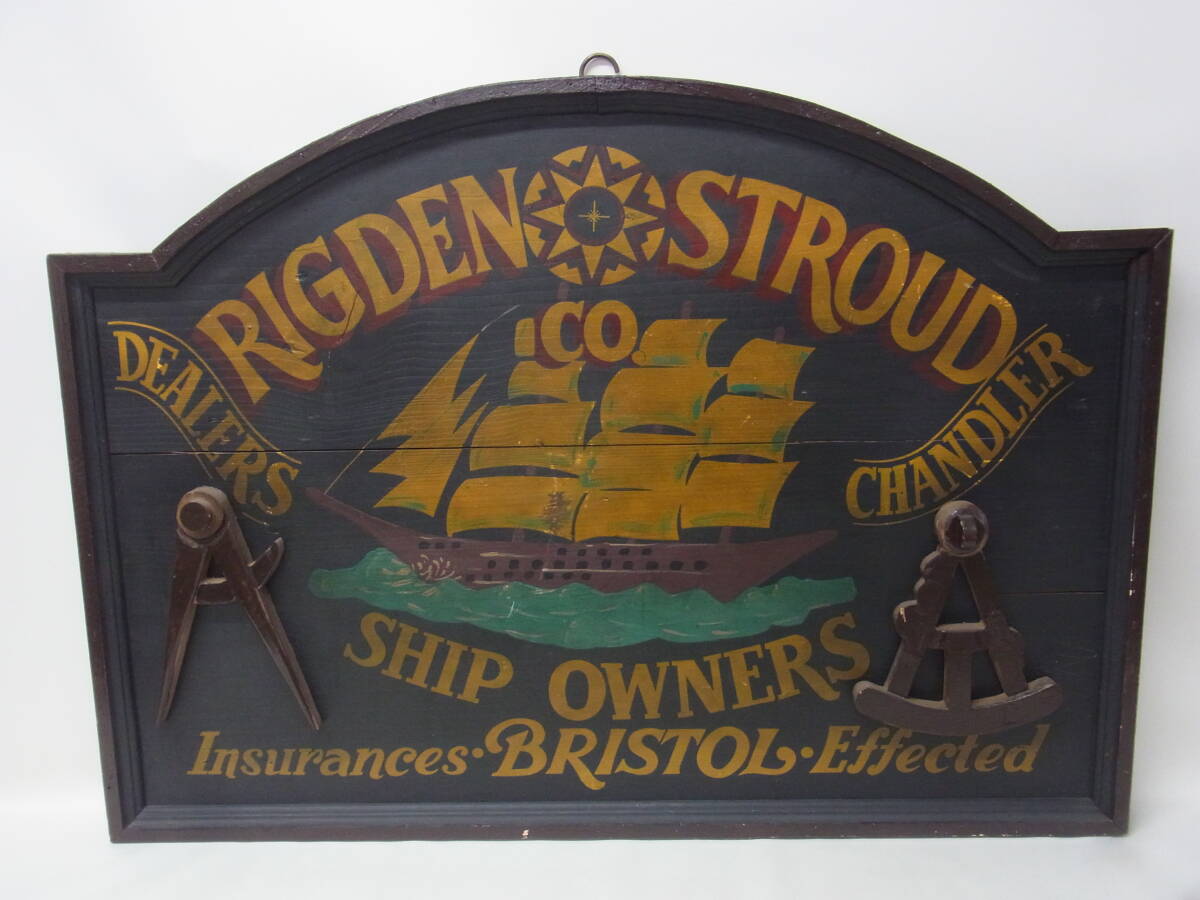 RIGDEN STROUD
CO.
DEALERS
CHANDLER
SHIP OWNERS
Insurances · BRISTOL · Effected